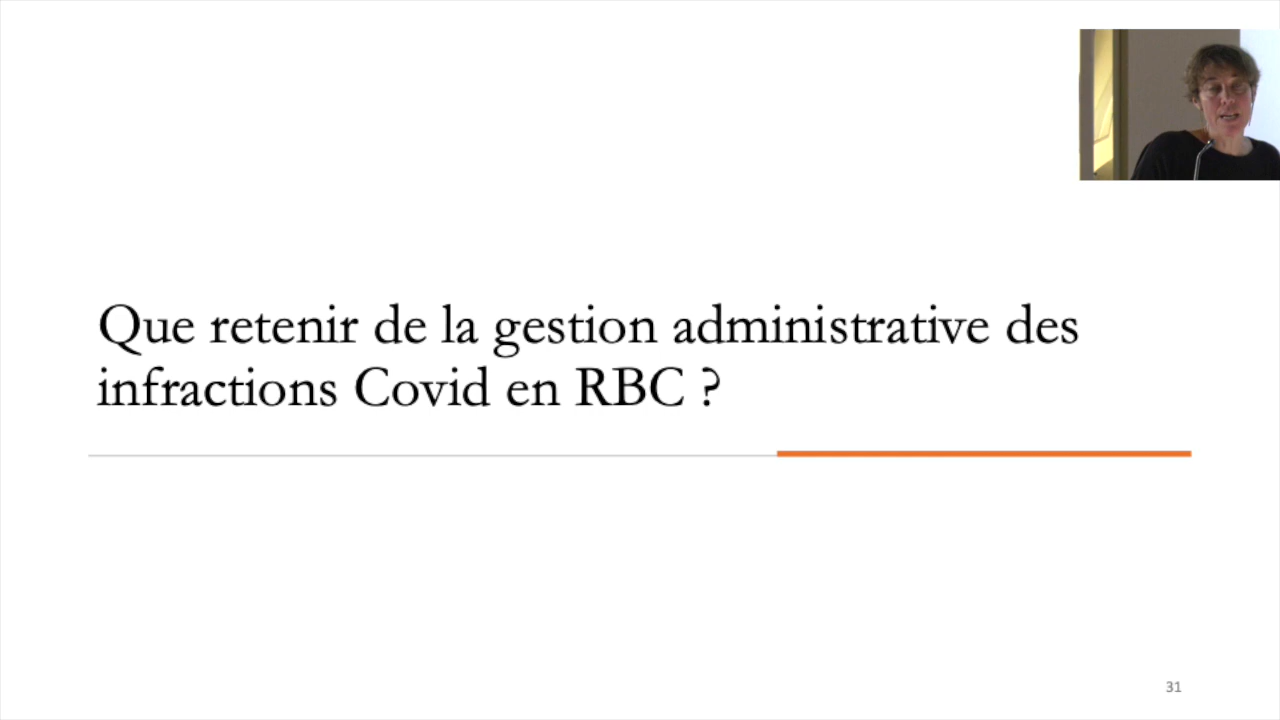 Que retenir de la gestion administrative des
infractions Covid en RBC ?
31